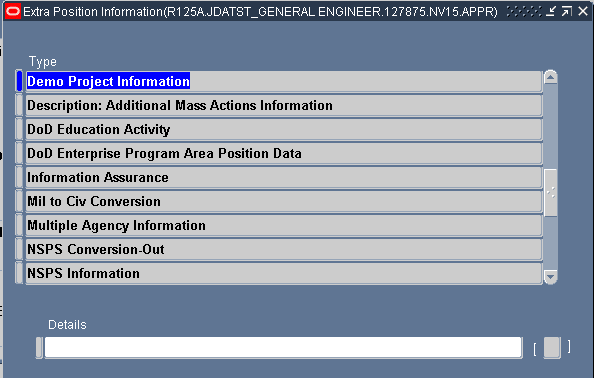 Extra Position Information(R125A.JDATST_GENERAL ENGINEER.127875.NV15.APPR)
Type
Demo Project Information
Description: Additional Mass Actions Information
DoD Education Activity
DoD Enterprise Program Area Position Data
Information Assurance
Mil to Civ Conversion
Multiple Agency Information
NSPS Conversion-Out
NSPS Information
Details
[ ]